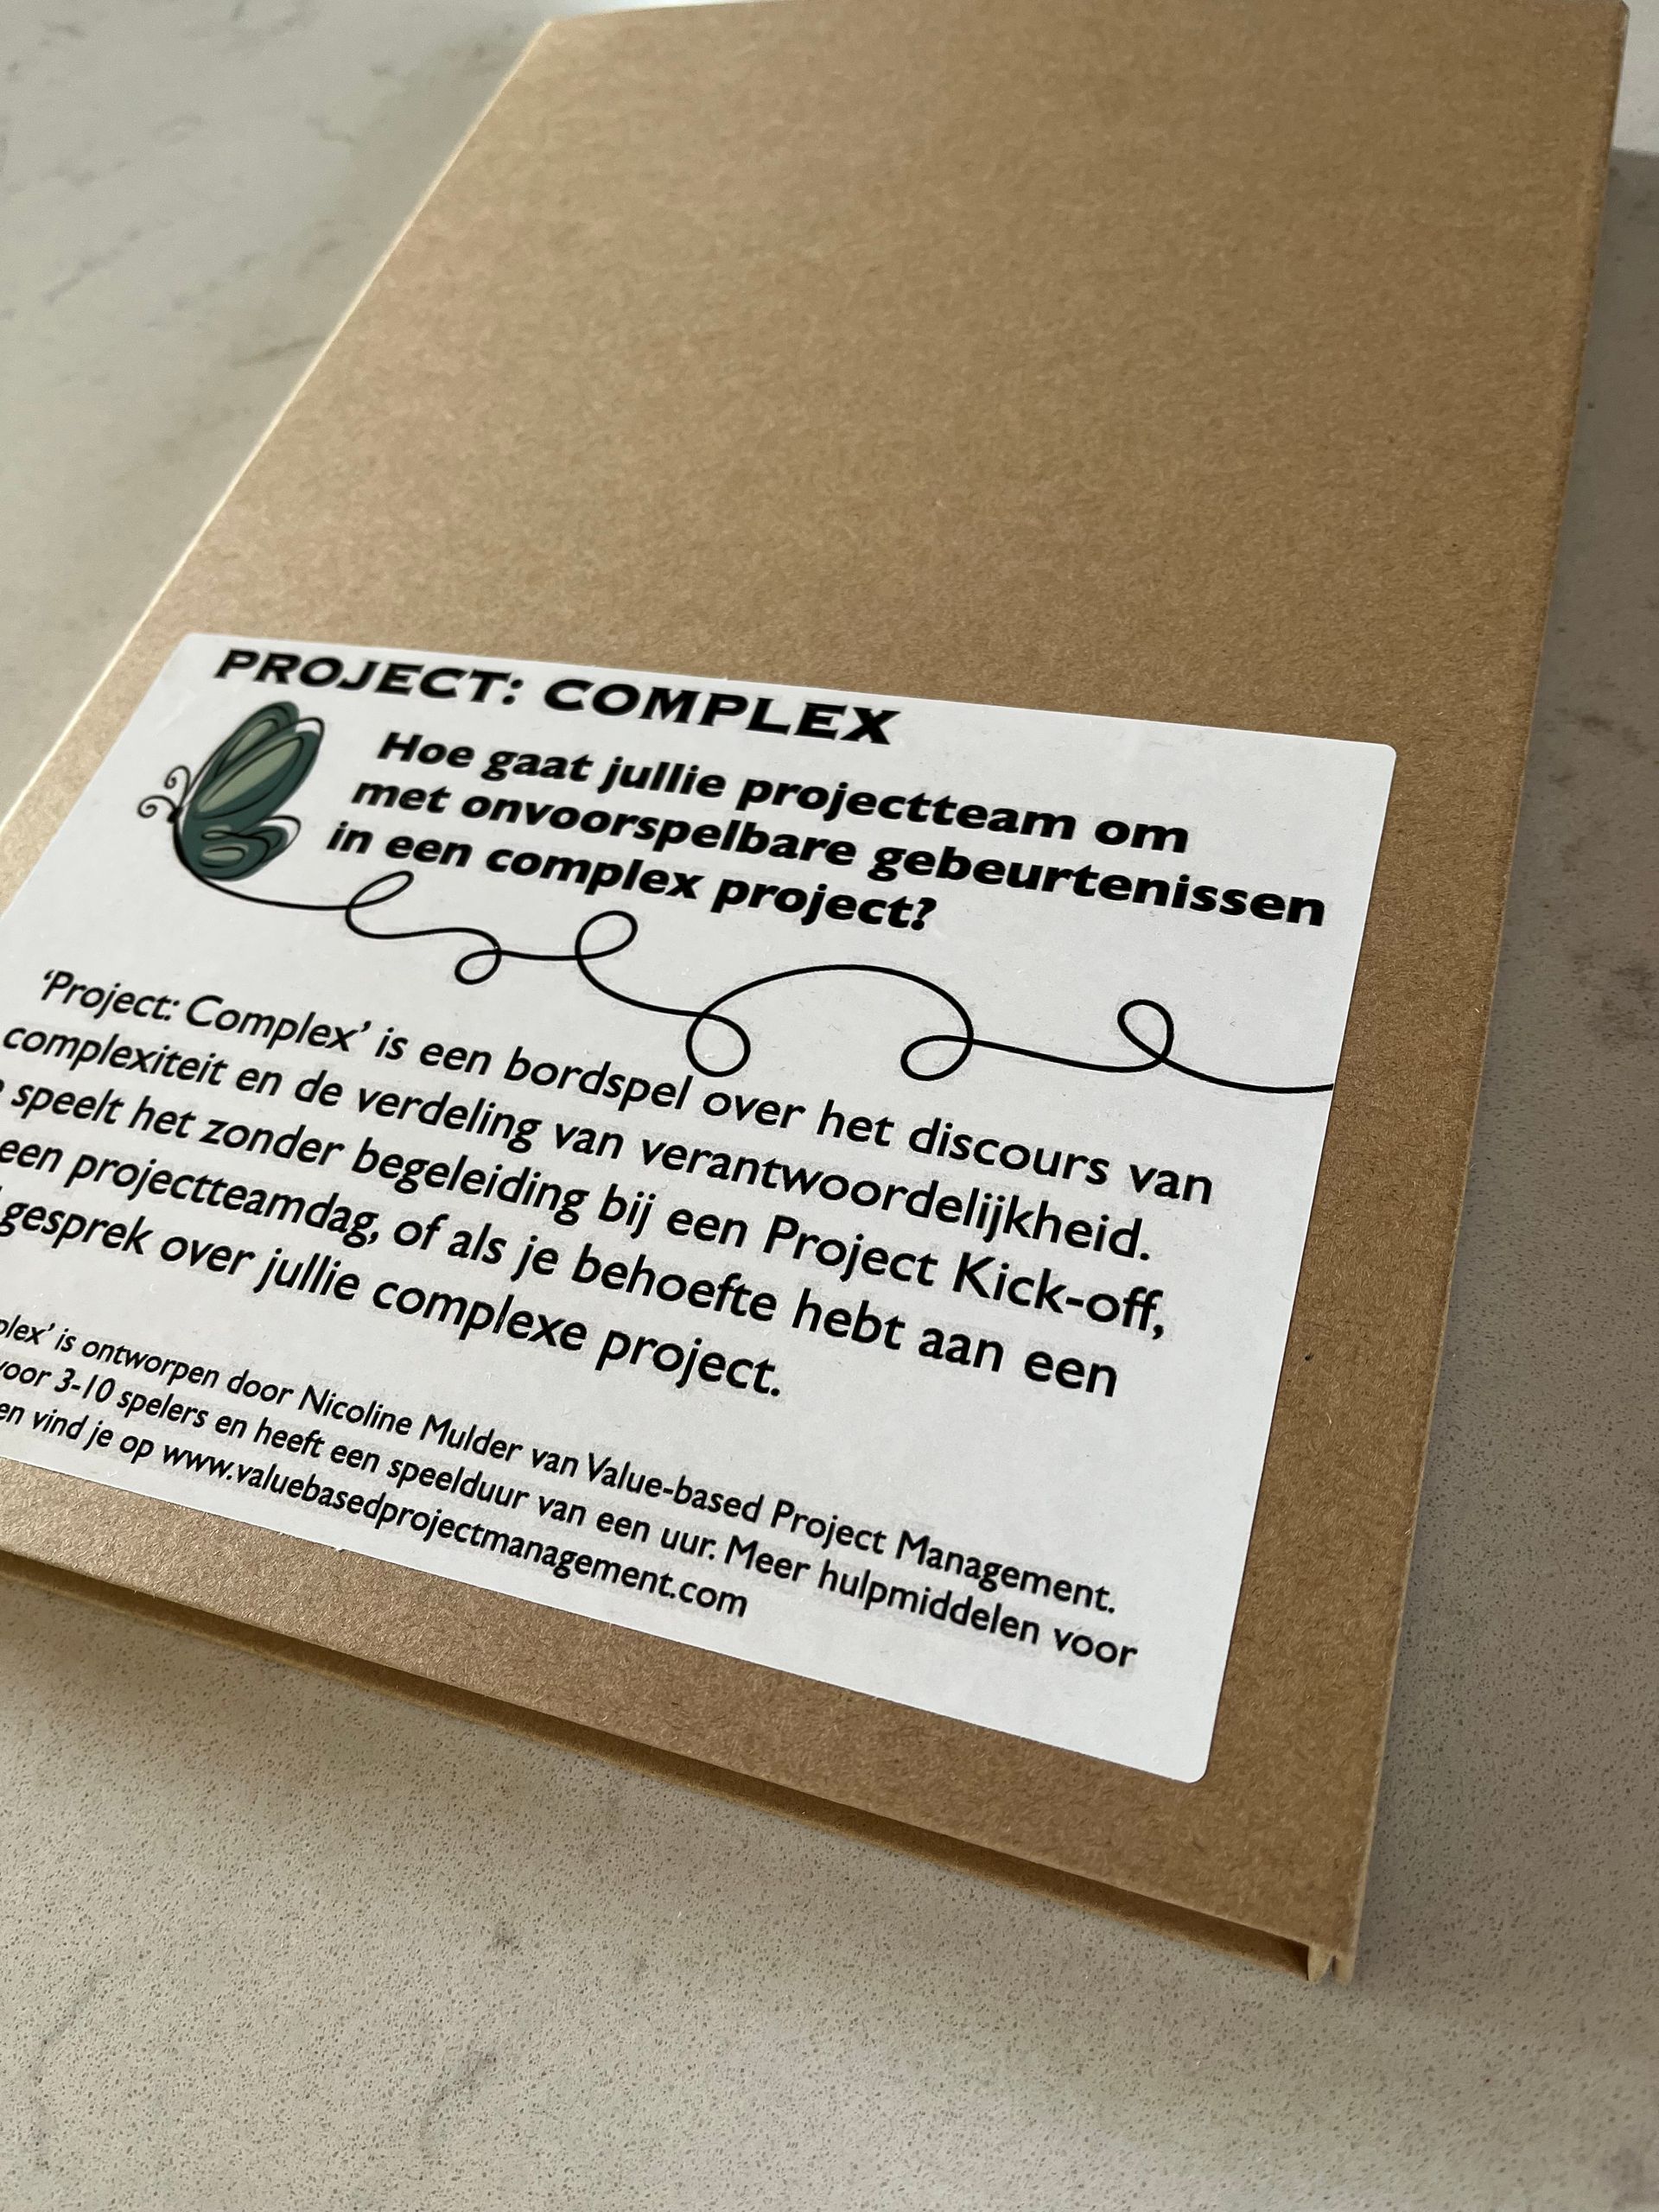 PROJECT: COMPLEX
Hoe gaat jullie projectteam om
met onvoorspelbare gebeurtenissen
in een complex project?
‘Project: Complex’ is een bordspel over het discours van
complexiteit en de verdeling van verantwoordelijkheid.
speelt het zonder begeleiding bij een Project Kick-off,
een projectteamdag, of als je behoefte hebt aan een
gesprek over jullie complexe project.
plex’ is ontworpen door Nicoline Mulder van Value-based Project Management.
voor 3-10 spelers en heeft een speelduur van een uur. Meer hulpmiddelen voor
en vind je op www.valuebasedprojectmanagement.com